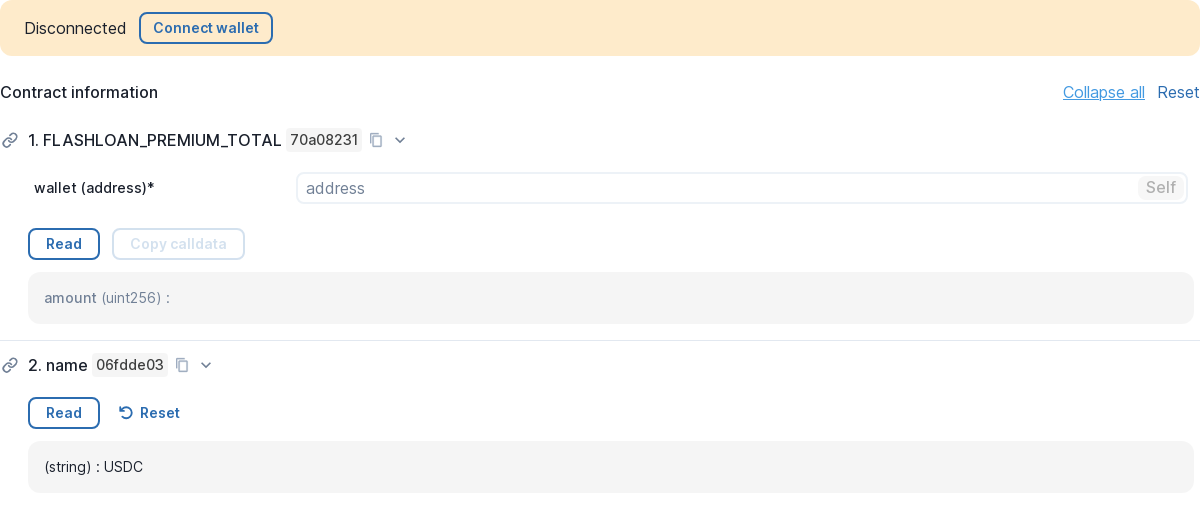 Disconnected Connect wallet
Contract information Collapse all Reset
1. FLASHLOAN_PREMIUM_TOTAL 70a08231
wallet (address)* address Self
Read Copy calldata
amount (uint256) :
2. name 06fdde03
Read Reset
(string) : USDC